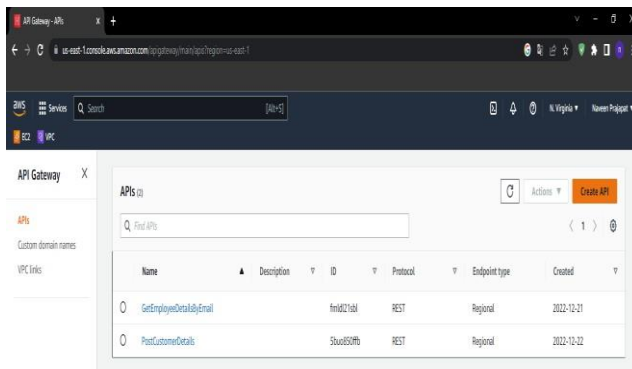 API Gateway - APIs
us-east-1.console.aws.amazon.com/apigateway/main/apis?region=us-east-1
aws Services Search [Alt+S] N. Virginia Naveen Prajapat
EC2 VPC
API Gateway
APIs
Custom domain names
VPC links
APIs (2)
Actions Create API
Find APIs
1
Name Description ID Protocol Endpoint type Created
GetEmployeeDetailsByEmail REST Regional 2022-12-21
PostCustomerDetails 5buo850ffb REST Regional 2022-12-22